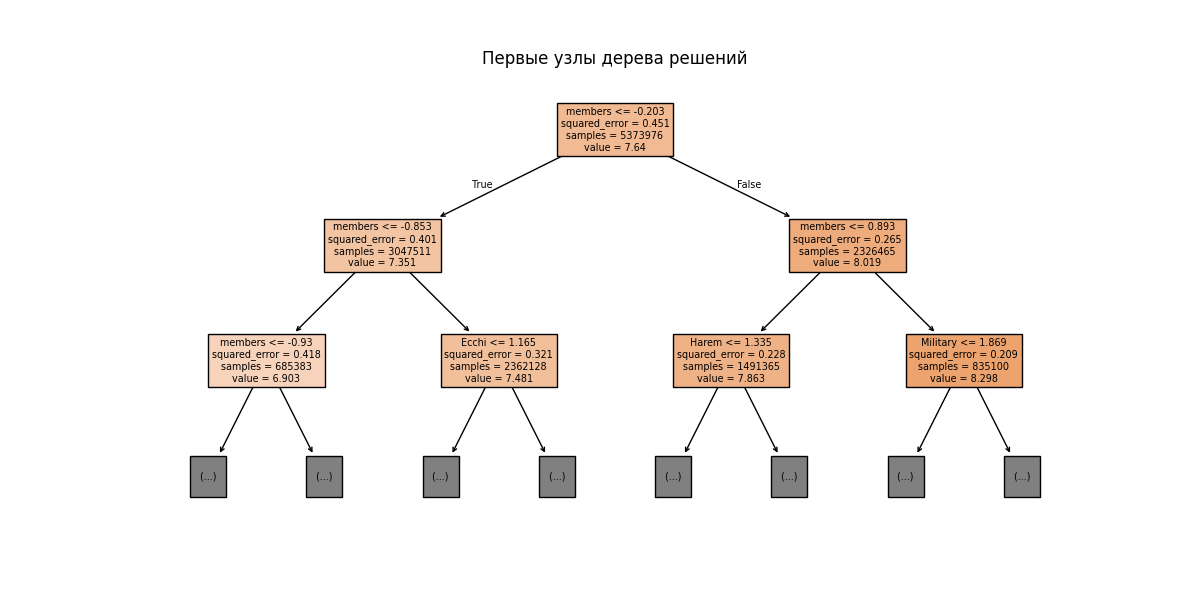 Первые узлы дерева решений
members <= -0.203
squared_error = 0.451
samples = 5373976
value = 7.64
True
False
members <= -0.853
squared_error = 0.401
samples = 3047511
value = 7.351
members <= 0.893
squared_error = 0.265
samples = 2326465
value = 8.019
members <= -0.93
squared_error = 0.418
samples = 685383
value = 6.903
Ecchi <= 1.165
squared_error = 0.321
samples = 2362128
value = 7.481
Harem <= 1.335
squared_error = 0.228
samples = 1491365
value = 7.863
Military <= 1.869
squared_error = 0.209
samples = 835100
value = 8.298
(...)
(...)
(...)
(...)
(...)
(...)
(...)
(...)